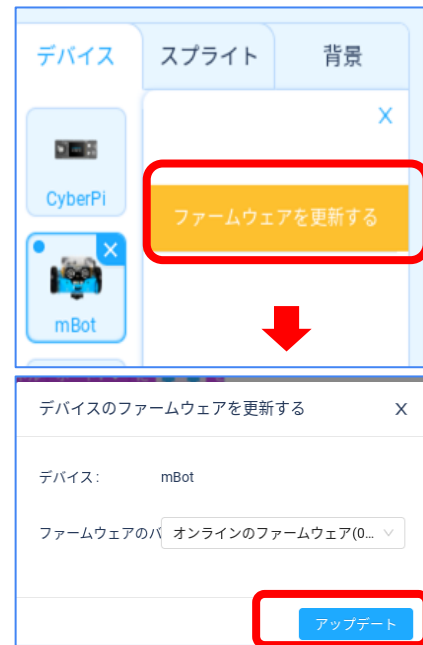 デバイス スプライト 背景
X
CyberPi
ファームウェアを更新する
X
mBot
デバイスのファームウェアを更新する X
デバイス: mBot
ファームウェアのバ オンラインのファームウェア(0...
アップデート